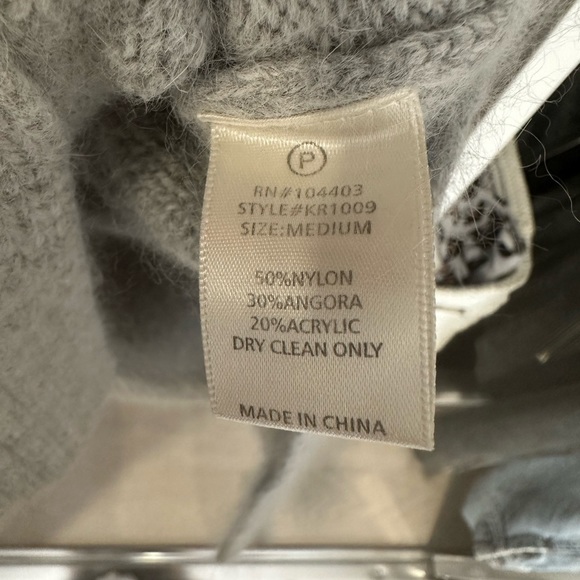 P
RN#104403
STYLE#KR1009
SIZE:MEDIUM
50%NYLON
30%ANGORA
20%ACRYLIC
DRY CLEAN ONLY
MADE IN CHINA